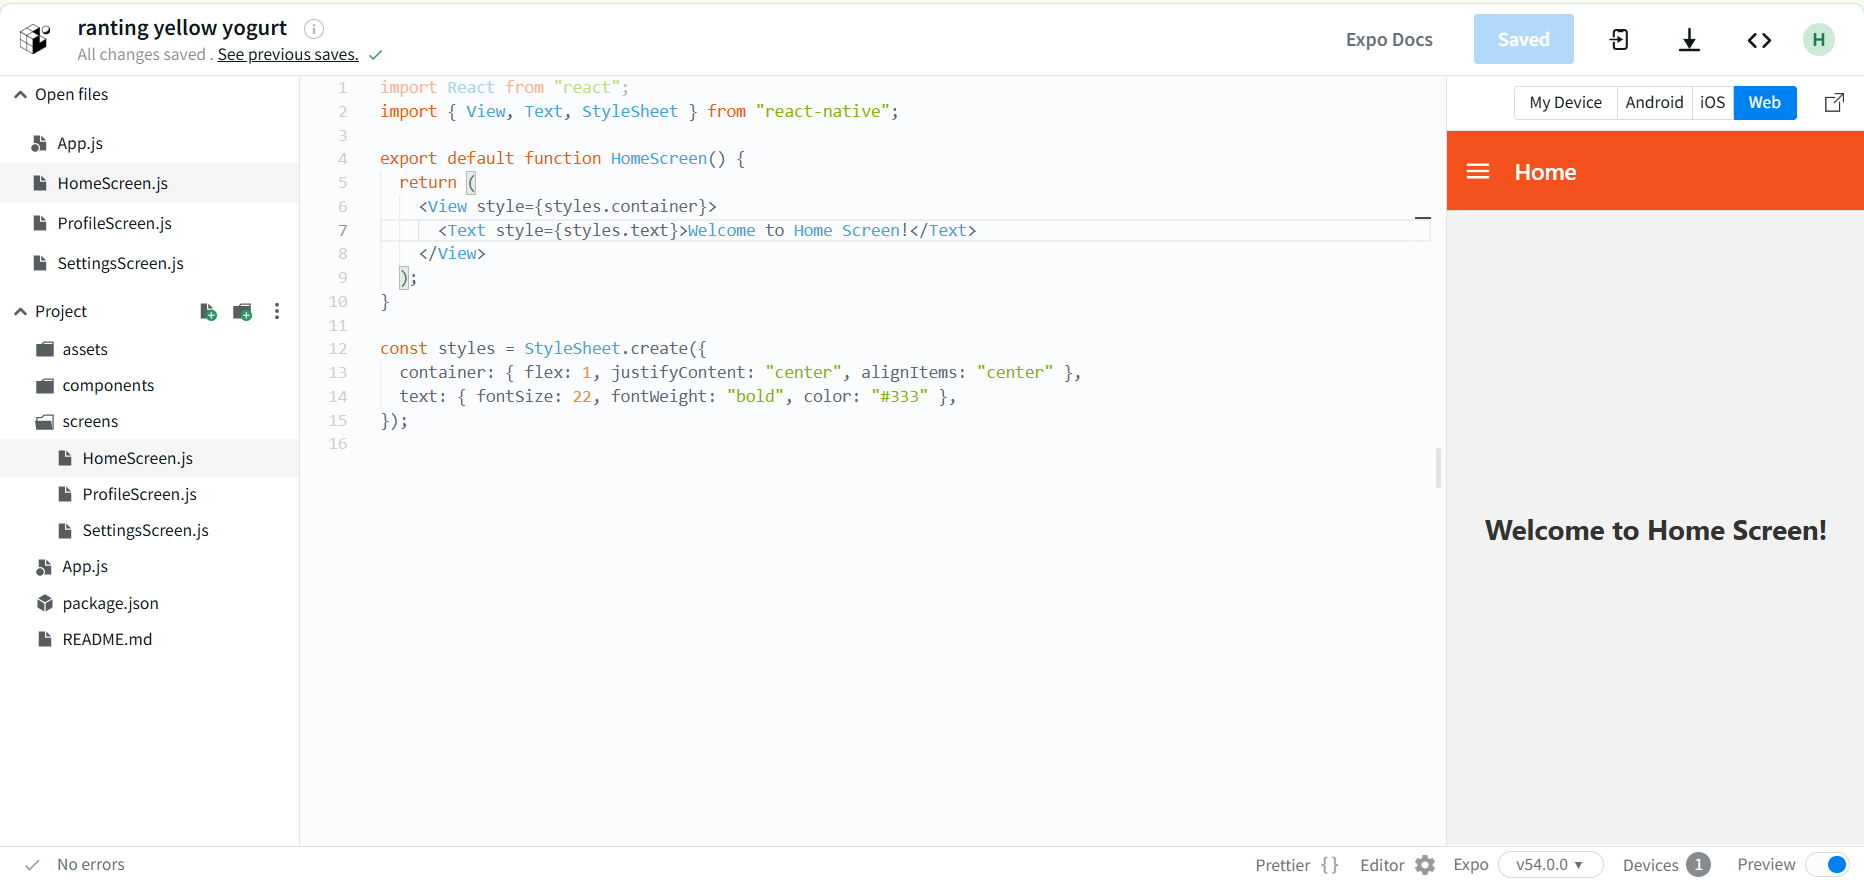 ranting yellow yogurt
All changes saved . See previous saves.
Expo Docs
Saved
H
Open files
App.js
HomeScreen.js
ProfileScreen.js
SettingsScreen.js
Project
assets
components
screens
HomeScreen.js
ProfileScreen.js
SettingsScreen.js
App.js
package.json
README.md
1 import React from "react";
2 import { View, Text, StyleSheet } from "react-native";
3
4 export default function HomeScreen() {
5   return (
6     <View style={styles.container}>
7       <Text style={styles.text}>Welcome to Home Screen!</Text>
8     </View>
9   );
10 }
11
12 const styles = StyleSheet.create({
13   container: { flex: 1, justifyContent: "center", alignItems: "center" },
14   text: { fontSize: 22, fontWeight: "bold", color: "#333" },
15 });
16
My Device Android iOS Web
Home
Welcome to Home Screen!
No errors
Prettier {} Editor Expo v54.0.0 Devices 1 Preview